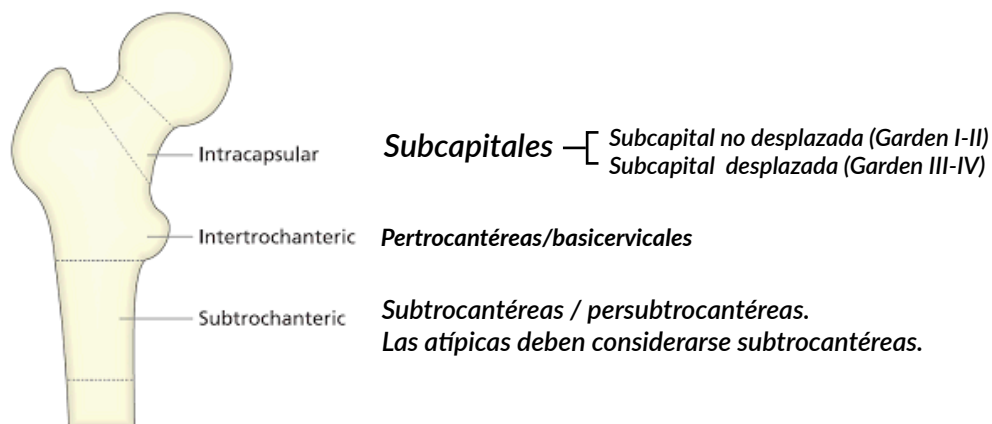 Intracapsular
Subcapitales
Subcapital no desplazada (Garden I-II)
Subcapital desplazada (Garden III-IV)
Intertrochanteric
Pertrocantéreas/basicervicales
Subtrochanteric
Subtrocantéreas / persubtrocantéreas.
Las atípicas deben considerarse subtrocantéreas.